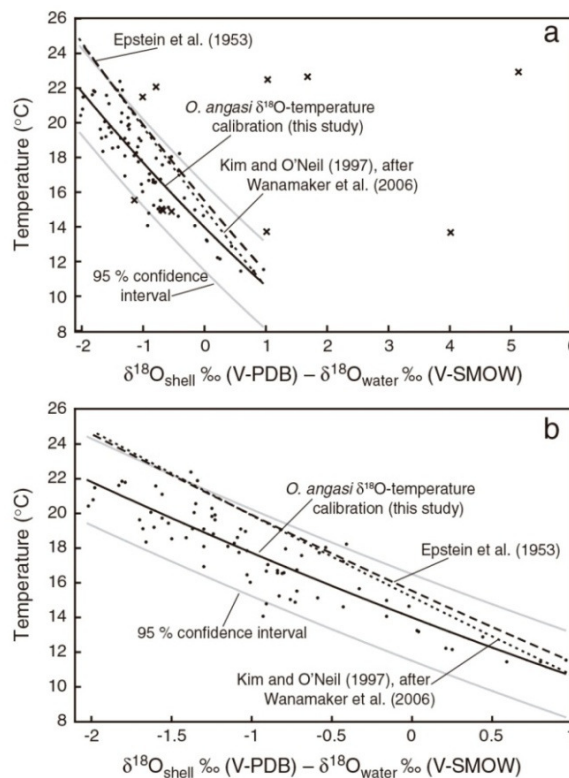 a
26
24
22
20
18
16
14
12
10
8
Temperature (°C)
Epstein et al. (1953)
O. angasi δ¹⁸O-temperature
calibration (this study)
Kim and O'Neil (1997), after
Wanamaker et al. (2006)
95 % confidence
interval
-2 -1 0 1 2 3 4 5
δ¹⁸Oshell ‰ (V-PDB) – δ¹⁸Owater ‰ (V-SMOW)
b
26
24
22
20
18
16
14
12
10
8
Temperature (°C)
O. angasi δ¹⁸O-temperature
calibration (this study)
Epstein et al. (1953)
95 % confidence interval
Kim and O'Neil (1997), after
Wanamaker et al. (2006)
-2 -1.5 -1 -0.5 0 0.5 1
δ¹⁸Oshell ‰ (V-PDB) – δ¹⁸Owater ‰ (V-SMOW)